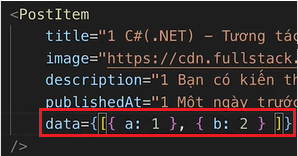 <PostItem
title="1 C#(.NET) – Tương tác
image="https://cdn.fullstack.
description="1 Bạn có kiến th
publishedAt="1 Một ngày trước
data={[{ a: 1 }, { b: 2 } ]}
/>